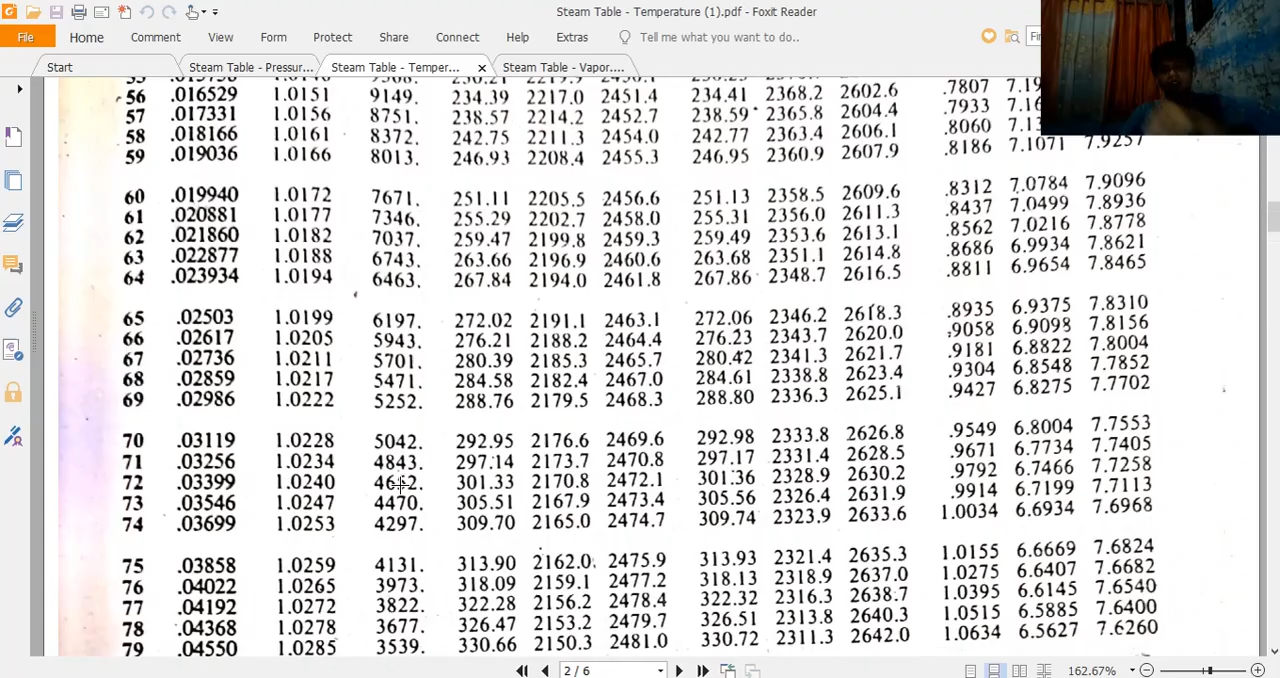 Steam Table - Temperature (1).pdf - Foxit Reader
File Home Comment View Form Protect Share Connect Help Extras Tell me what you want to do..
Start Steam Table - Pressur... Steam Table - Temper... Steam Table - Vapor....
56 .016529 1.0151 9149. 234.39 2217.0 2451.4 234.41 2368.2 2602.6 .7807
57 .017331 1.0156 8751. 238.57 2214.2 2452.7 238.59 2365.8 2604.4 .7933
58 .018166 1.0161 8372. 242.75 2211.3 2454.0 242.77 2363.4 2606.1 .8060
59 .019036 1.0166 8013. 246.93 2208.4 2455.3 246.95 2360.9 2607.9 .8186 7.1071 7.9257
60 .019940 1.0172 7671. 251.11 2205.5 2456.6 251.13 2358.5 2609.6 .8312 7.0784 7.9096
61 .020881 1.0177 7346. 255.29 2202.7 2458.0 255.31 2356.0 2611.3 .8437 7.0499 7.8936
62 .021860 1.0182 7037. 259.47 2199.8 2459.3 259.49 2353.6 2613.1 .8562 7.0216 7.8778
63 .022877 1.0188 6743. 263.66 2196.9 2460.6 263.68 2351.1 2614.8 .8686 6.9934 7.8621
64 .023934 1.0194 6463. 267.84 2194.0 2461.8 267.86 2348.7 2616.5 .8811 6.9654 7.8465
65 .02503 1.0199 6197. 272.02 2191.1 2463.1 272.06 2346.2 2618.3 .8935 6.9375 7.8310
66 .02617 1.0205 5943. 276.21 2188.2 2464.4 276.23 2343.7 2620.0 .9058 6.9098 7.8156
67 .02736 1.0211 5701. 280.39 2185.3 2465.7 280.42 2341.3 2621.7 .9181 6.8822 7.8004
68 .02859 1.0217 5471. 284.58 2182.4 2467.0 284.61 2338.8 2623.4 .9304 6.8548 7.7852
69 .02986 1.0222 5252. 288.76 2179.5 2468.3 288.80 2336.3 2625.1 .9427 6.8275 7.7702
70 .03119 1.0228 5042. 292.95 2176.6 2469.6 292.98 2333.8 2626.8 .9549 6.8004 7.7553
71 .03256 1.0234 4843. 297.14 2173.7 2470.8 297.17 2331.4 2628.5 .9671 6.7734 7.7405
72 .03399 1.0240 301.33 2170.8 2472.1 301.36 2328.9 2630.2 .9792 6.7466 7.7258
73 .03546 1.0247 4470. 305.51 2167.9 2473.4 305.56 2326.4 2631.9 .9914 6.7199 7.7113
74 .03699 1.0253 4297. 309.70 2165.0 2474.7 309.74 2323.9 2633.6 1.0034 6.6934 7.6968
75 .03858 1.0259 4131. 313.90 2162.0 2475.9 313.93 2321.4 2635.3 1.0155 6.6669 7.6824
76 .04022 1.0265 3973. 318.09 2159.1 2477.2 318.13 2318.9 2637.0 1.0275 6.6407 7.6682
77 .04192 1.0272 3822. 322.28 2156.2 2478.4 322.32 2316.3 2638.7 1.0395 6.6145 7.6540
78 .04368 1.0278 3677. 326.47 2153.2 2479.7 326.51 2313.8 2640.3 1.0515 6.5885 7.6400
79 .04550 1.0285 3539. 330.66 2150.3 2481.0 330.72 2311.3 2642.0 1.0634 6.5627 7.6260
2 / 6 162.67%